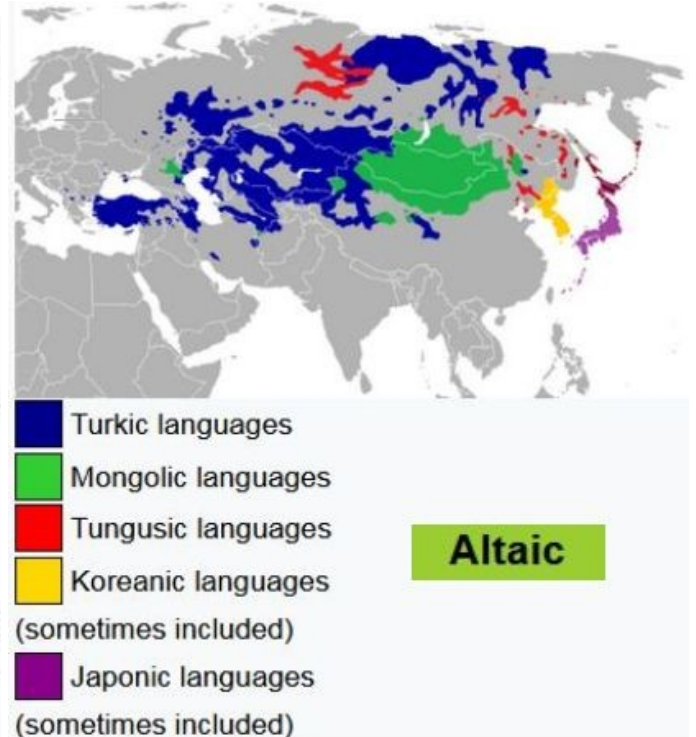 Turkic languages
Mongolic languages
Tungusic languages
Altaic
Koreanic languages
(sometimes included)
Japonic languages
(sometimes included)